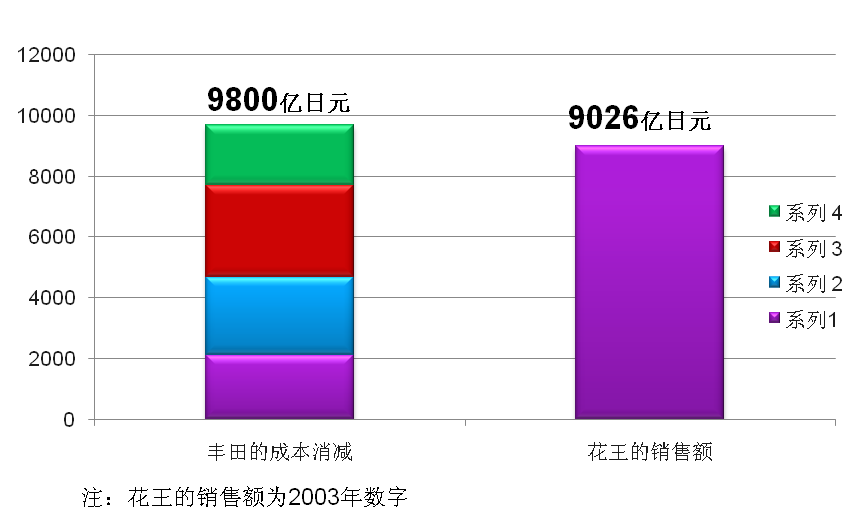 12000
10000
8000
6000
4000
2000
0
9800亿日元
9026亿日元
系列 4
系列 3
系列 2
系列1
丰田的成本消减
花王的销售额
注：花王的销售额为2003年数字